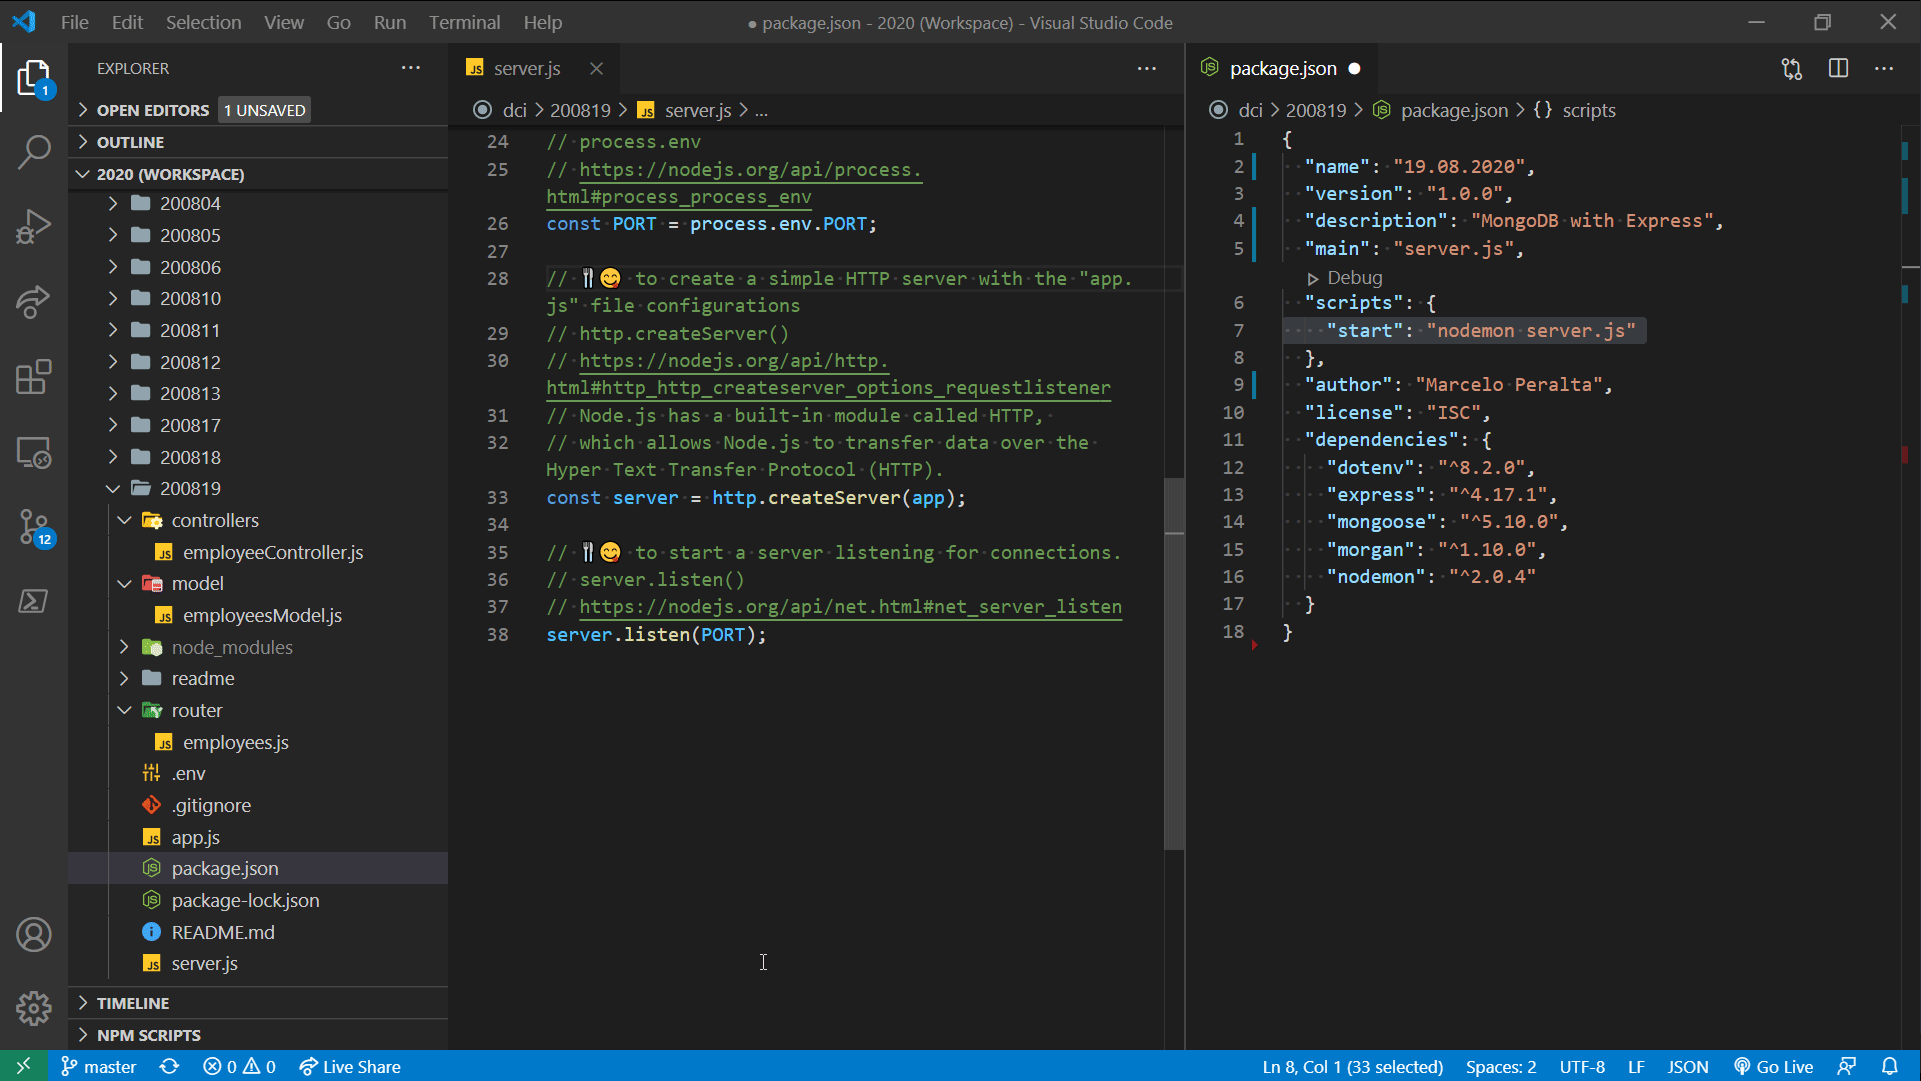 File Edit Selection View Go Run Terminal Help
● package.json - 2020 (Workspace) - Visual Studio Code
EXPLORER
OPEN EDITORS 1 UNSAVED
OUTLINE
2020 (WORKSPACE)
200804
200805
200806
200810
200811
200812
200813
200817
200818
200819
controllers
JS employeeController.js
model
JS employeesModel.js
node_modules
readme
router
JS employees.js
.env
.gitignore
JS app.js
package.json
package-lock.json
README.md
JS server.js
TIMELINE
NPM SCRIPTS
1
12
JS server.js
dci > 200819 > JS server.js > ...
24 // process.env
25 // https://nodejs.org/api/process.
html#process_process_env
26 const PORT = process.env.PORT;
27
28 // 🍴😋 to create a simple HTTP server with the "app.
js" file configurations
29 // http.createServer()
30 // https://nodejs.org/api/http.
html#http_http_createserver_options_requestlistener
31 // Node.js has a built-in module called HTTP,
32 // which allows Node.js to transfer data over the
Hyper Text Transfer Protocol (HTTP).
33 const server = http.createServer(app);
34
35 // 🍴😋 to start a server listening for connections.
36 // server.listen()
37 // https://nodejs.org/api/net.html#net_server_listen
38 server.listen(PORT);
package.json ●
dci > 200819 > package.json > {} scripts
1 {
2 "name": "19.08.2020",
3 "version": "1.0.0",
4 "description": "MongoDB with Express",
5 "main": "server.js",
Debug
6 "scripts": {
7 "start": "nodemon server.js"
8 },
9 "author": "Marcelo Peralta",
10 "license": "ISC",
11 "dependencies": {
12 "dotenv": "^8.2.0",
13 "express": "^4.17.1",
14 "mongoose": "^5.10.0",
15 "morgan": "^1.10.0",
16 "nodemon": "^2.0.4"
17 }
18 }
master 0 0 Live Share Ln 8, Col 1 (33 selected) Spaces: 2 UTF-8 LF JSON Go Live